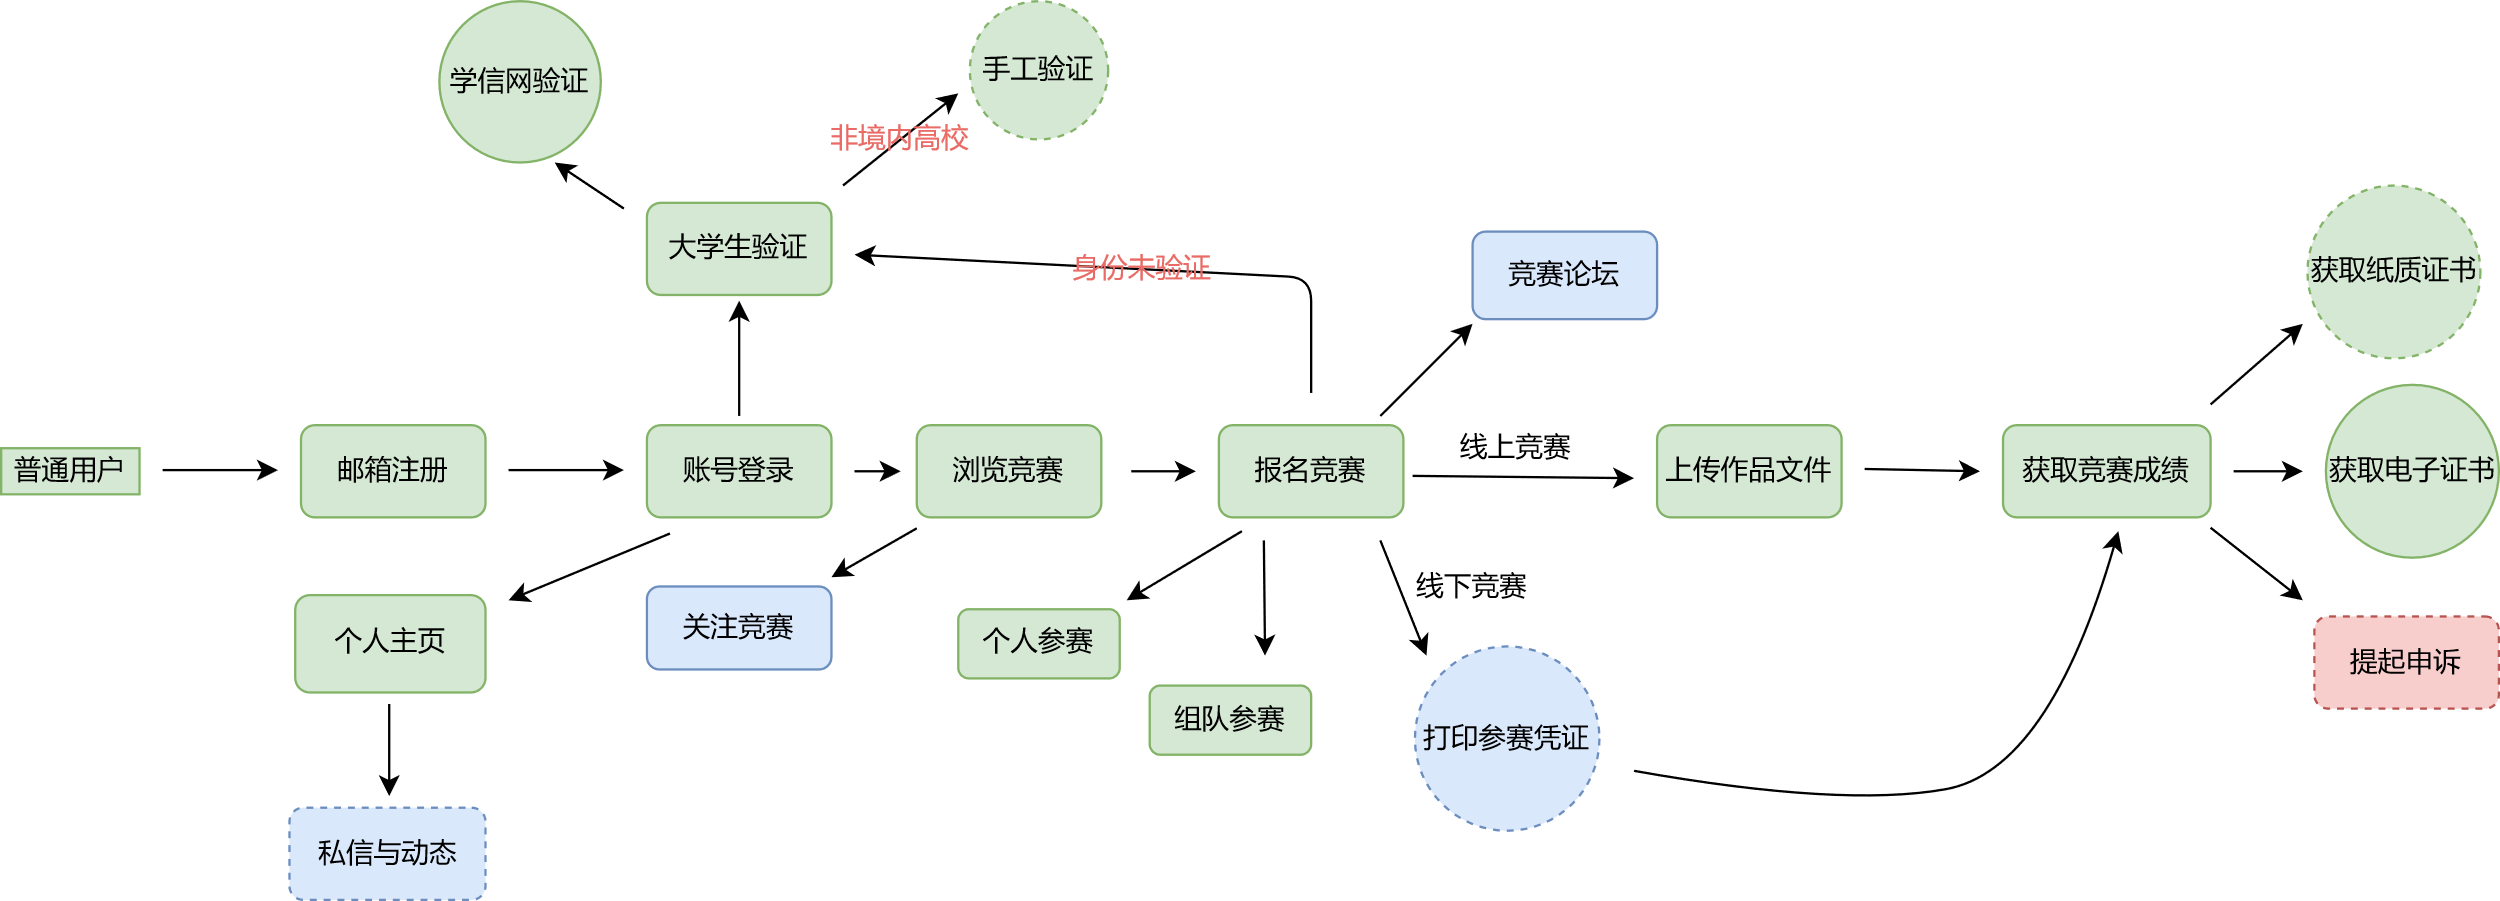 学信网验证
手工验证
非境内高校
大学生验证
身份未验证
竞赛论坛
获取纸质证书
普通用户
邮箱注册
账号登录
浏览竞赛
报名竞赛
线上竞赛
上传作品文件
获取竞赛成绩
获取电子证书
个人主页
关注竞赛
个人参赛
组队参赛
线下竞赛
打印参赛凭证
提起申诉
私信与动态